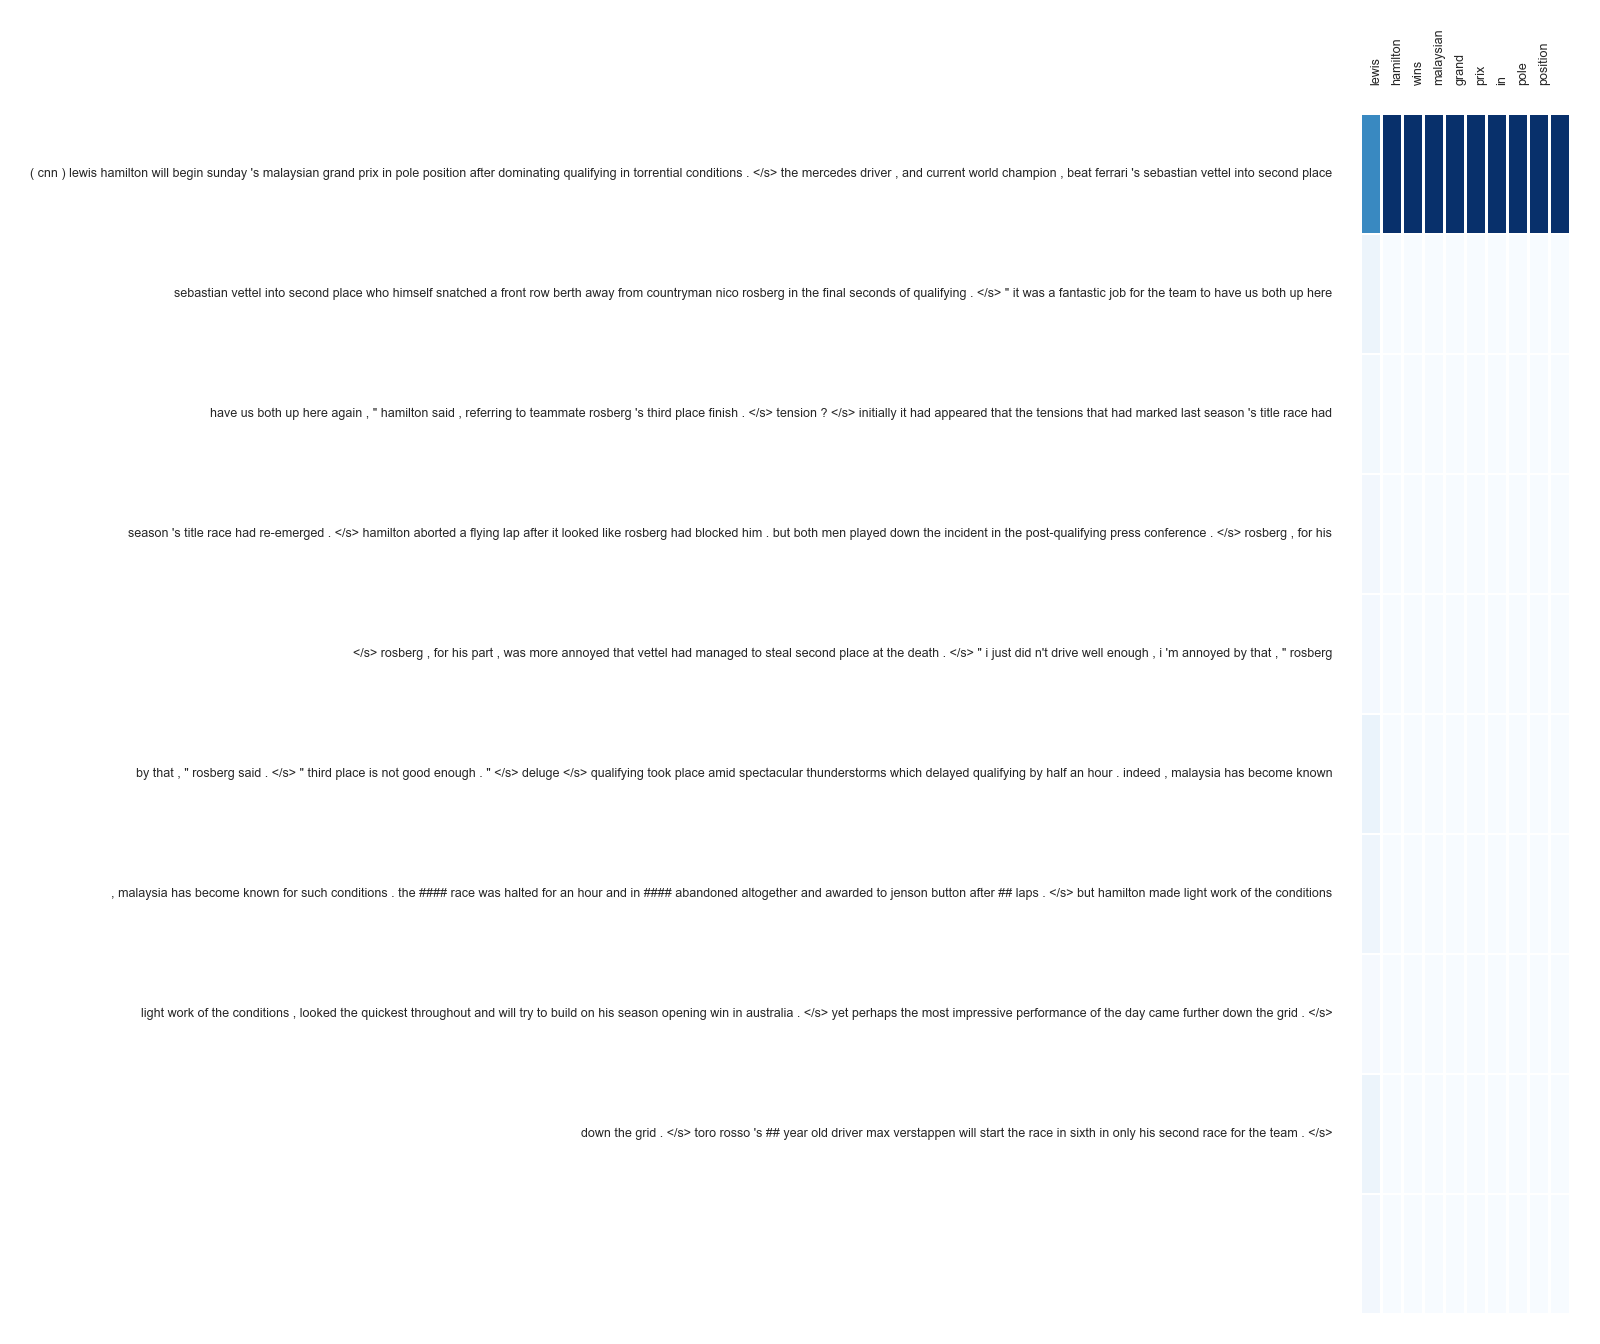 lewis
hamilton
wins
malaysian
grand
prix
in
pole
position
( cnn ) lewis hamilton will begin sunday 's malaysian grand prix in pole position after dominating qualifying in torrential conditions . </s> the mercedes driver , and current world champion , beat ferrari 's sebastian vettel into second place
sebastian vettel into second place who himself snatched a front row berth away from countryman nico rosberg in the final seconds of qualifying . </s> " it was a fantastic job for the team to have us both up here
have us both up here again , " hamilton said , referring to teammate rosberg 's third place finish . </s> tension ? </s> initially it had appeared that the tensions that had marked last season 's title race had
season 's title race had re-emerged . </s> hamilton aborted a flying lap after it looked like rosberg had blocked him . but both men played down the incident in the post-qualifying press conference . </s> rosberg , for his
</s> rosberg , for his part , was more annoyed that vettel had managed to steal second place at the death . </s> " i just did n't drive well enough , i 'm annoyed by that , " rosberg
by that , " rosberg said . </s> " third place is not good enough . " </s> deluge </s> qualifying took place amid spectacular thunderstorms which delayed qualifying by half an hour . indeed , malaysia has become known
, malaysia has become known for such conditions . the #### race was halted for an hour and in #### abandoned altogether and awarded to jenson button after ## laps . </s> but hamilton made light work of the conditions
light work of the conditions , looked the quickest throughout and will try to build on his season opening win in australia . </s> yet perhaps the most impressive performance of the day came further down the grid . </s>
down the grid . </s> toro rosso 's ## year old driver max verstappen will start the race in sixth in only his second race for the team . </s>